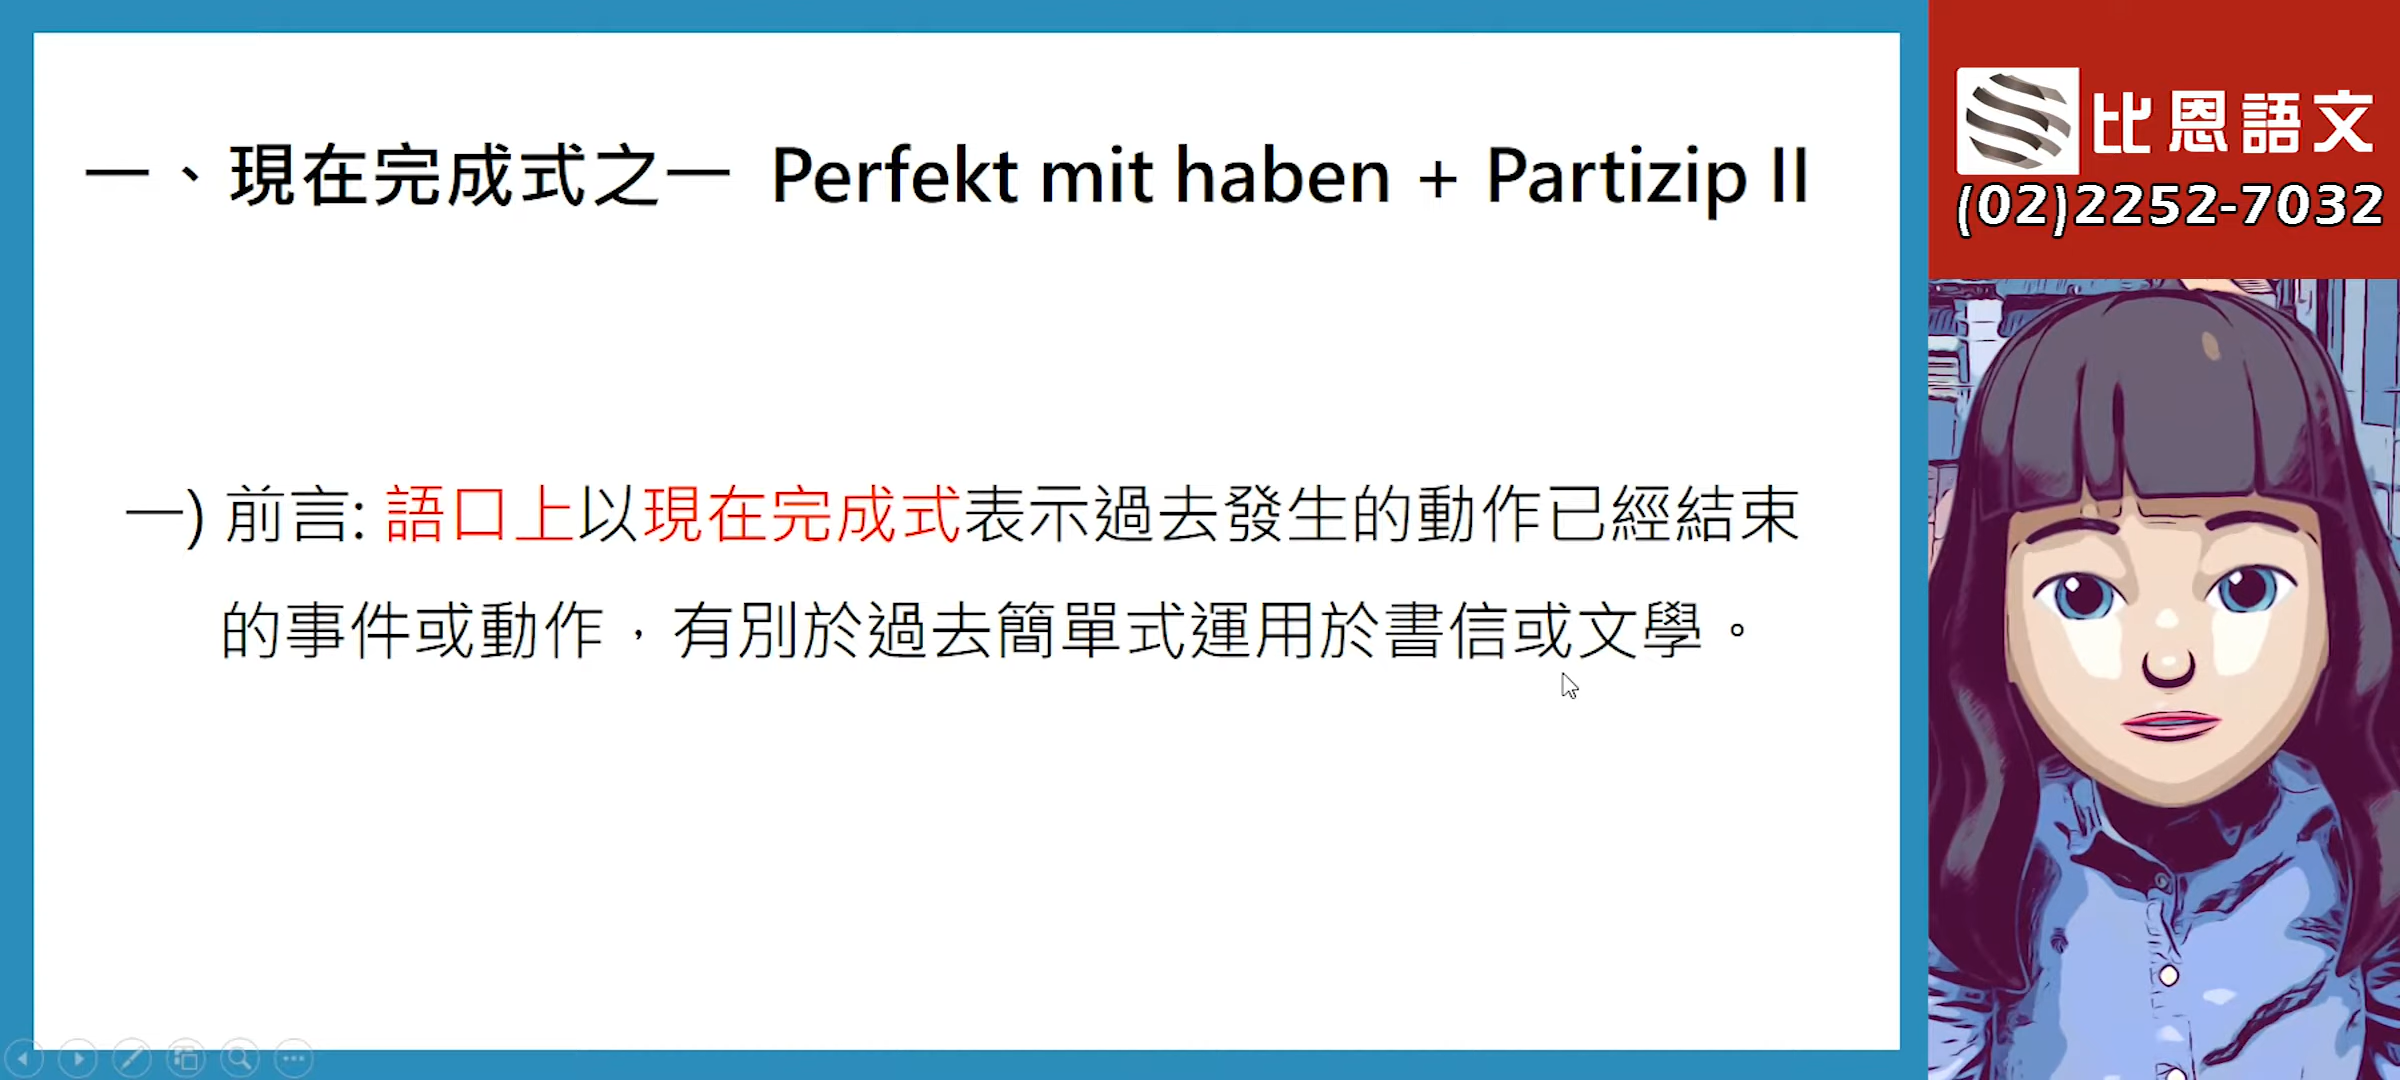 一、現在完成式之一 Perfekt mit haben + Partizip II
一) 前言: 語口上以現在完成式表示過去發生的動作已經結束
的事件或動作，有別於過去簡單式運用於書信或文學。
比恩語文
(02)2252-7032